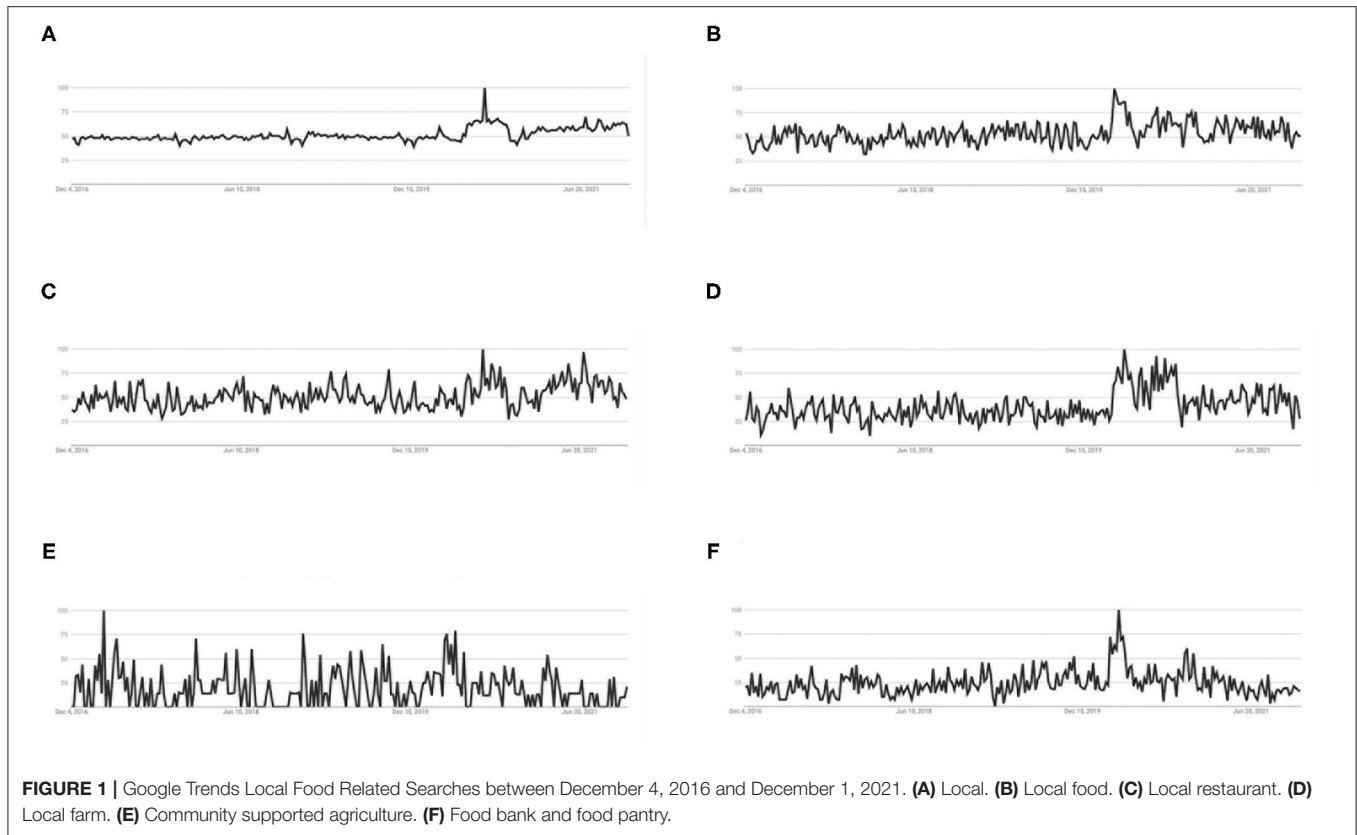 A
100
75
50
25
Dec 4, 2016 Jun 10, 2018 Dec 15, 2019 Jun 20, 2021
B
100
75
50
25
Dec 4, 2016 Jun 10, 2018 Dec 15, 2019 Jun 20, 2021
C
100
75
50
25
Dec 4, 2016 Jun 10, 2018 Dec 15, 2019 Jun 20, 2021
D
100
75
50
25
Dec 4, 2016 Jun 10, 2018 Dec 15, 2019 Jun 20, 2021
E
100
75
50
25
Dec 4, 2016 Jun 10, 2018 Dec 15, 2019 Jun 20, 2021
F
100
75
50
25
Dec 4, 2016 Jun 10, 2018 Dec 15, 2019 Jun 20, 2021
FIGURE 1 | Google Trends Local Food Related Searches between December 4, 2016 and December 1, 2021. (A) Local. (B) Local food. (C) Local restaurant. (D)
Local farm. (E) Community supported agriculture. (F) Food bank and food pantry.